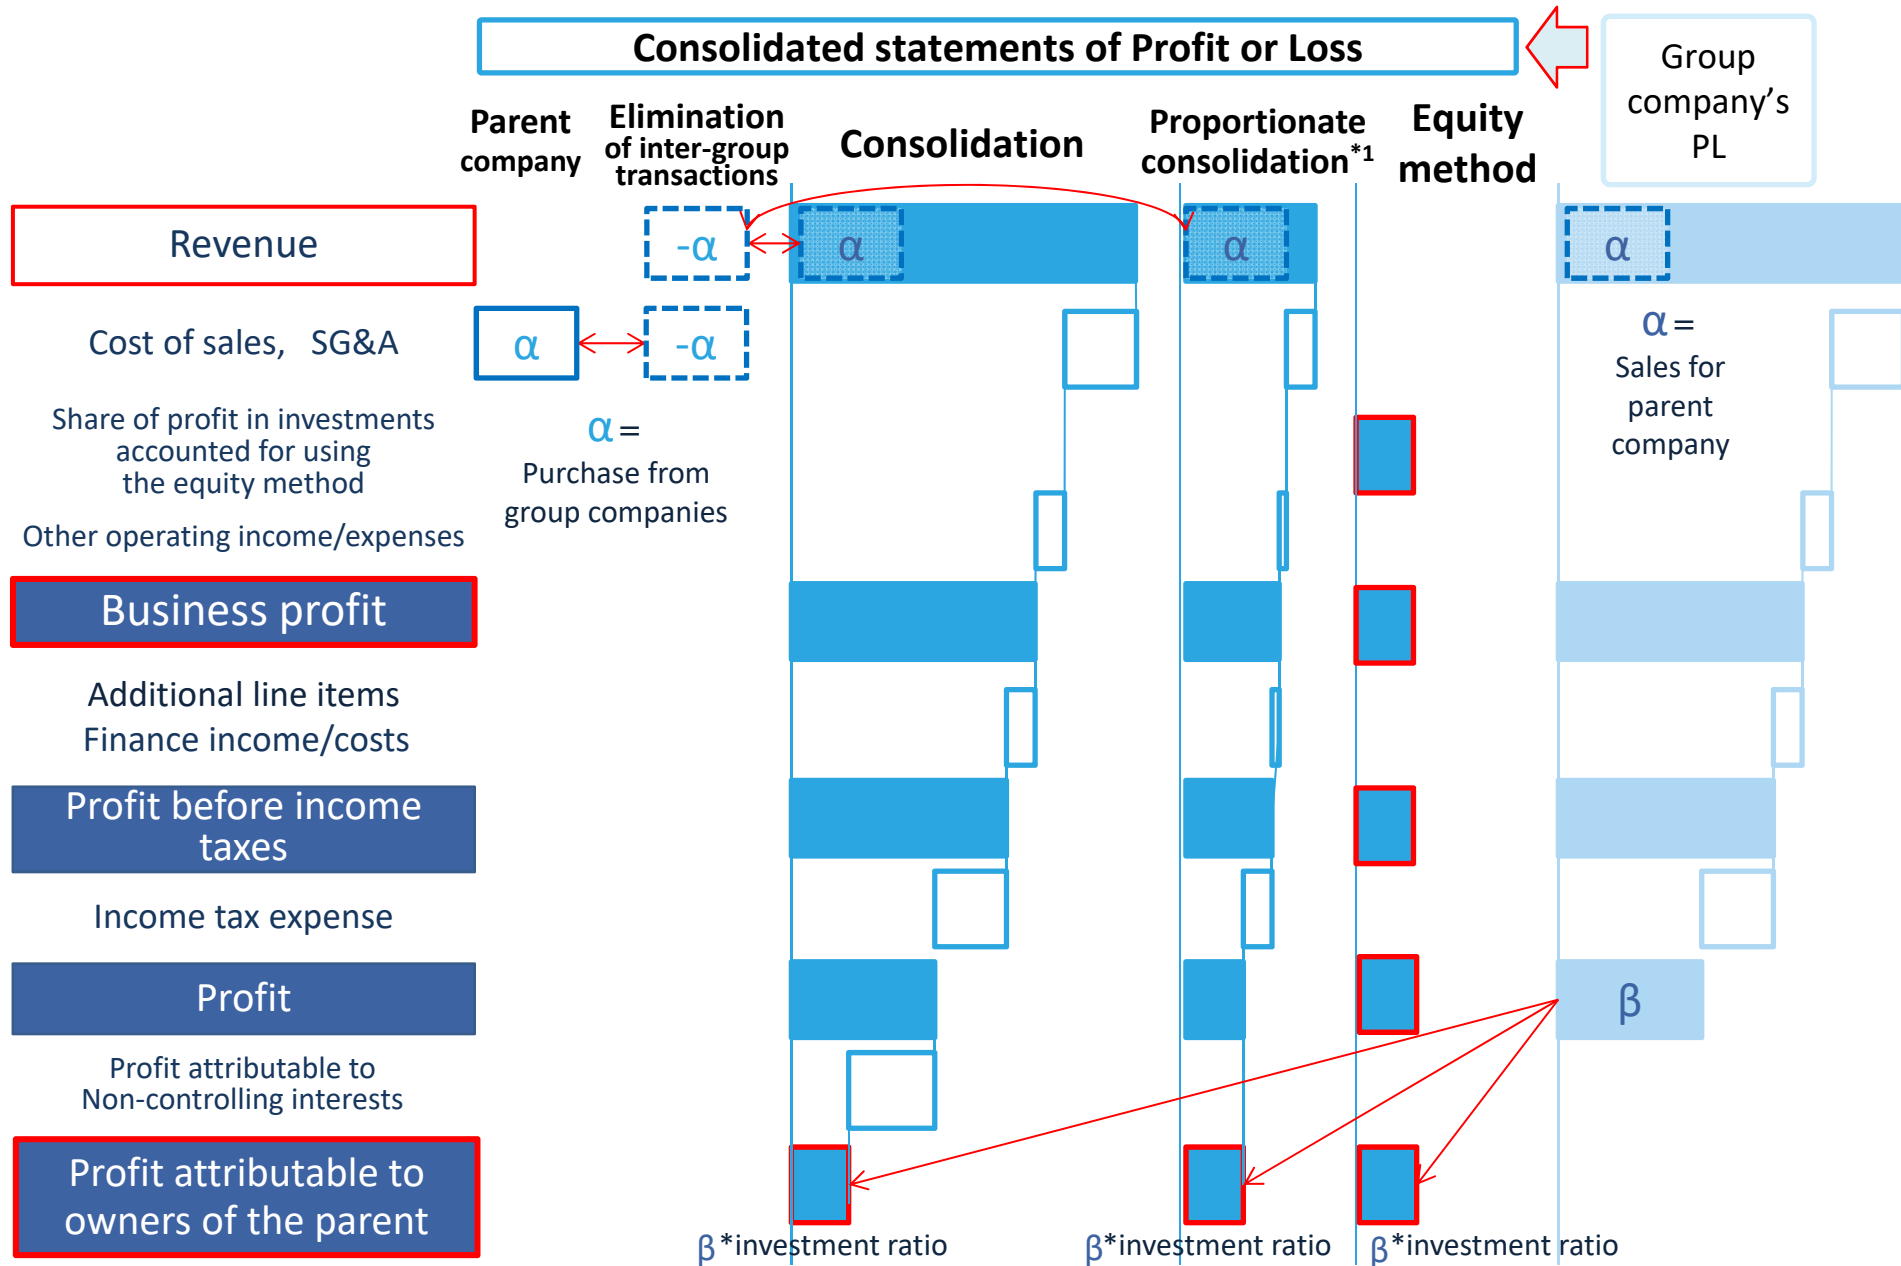 Consolidated statements of Profit or Loss
Group
company’s
PL
Parent
company
Elimination
of inter-group
transactions
Consolidation
Proportionate
consolidation*1
Equity
method
Revenue
-α
α
α
α
Cost of sales, SG&A
α
-α
α=
Sales for
parent
company
Share of profit in investments
accounted for using
the equity method
α=
Purchase from
group companies
Other operating income/expenses
Business profit
Additional line items
Finance income/costs
Profit before income
taxes
Income tax expense
Profit
β
Profit attributable to
Non-controlling interests
Profit attributable to
owners of the parent
β*investment ratio
β*investment ratio
β*investment ratio